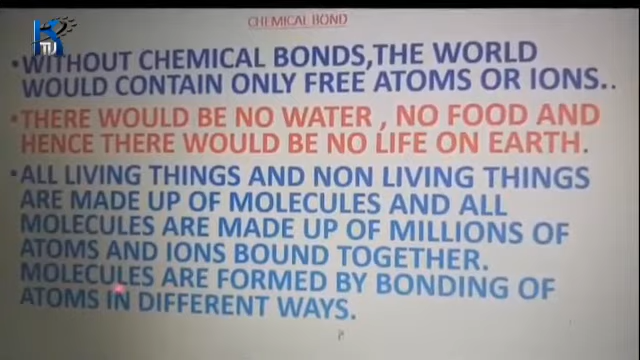 CHEMICAL BOND
•WITHOUT CHEMICAL BONDS,THE WORLD
WOULD CONTAIN ONLY FREE ATOMS OR IONS..
•THERE WOULD BE NO WATER , NO FOOD AND
HENCE THERE WOULD BE NO LIFE ON EARTH.
•ALL LIVING THINGS AND NON LIVING THINGS
ARE MADE UP OF MOLECULES AND ALL
MOLECULES ARE MADE UP OF MILLIONS OF
ATOMS AND IONS BOUND TOGETHER.
MOLECULES ARE FORMED BY BONDING OF
ATOMS IN DIFFERENT WAYS.